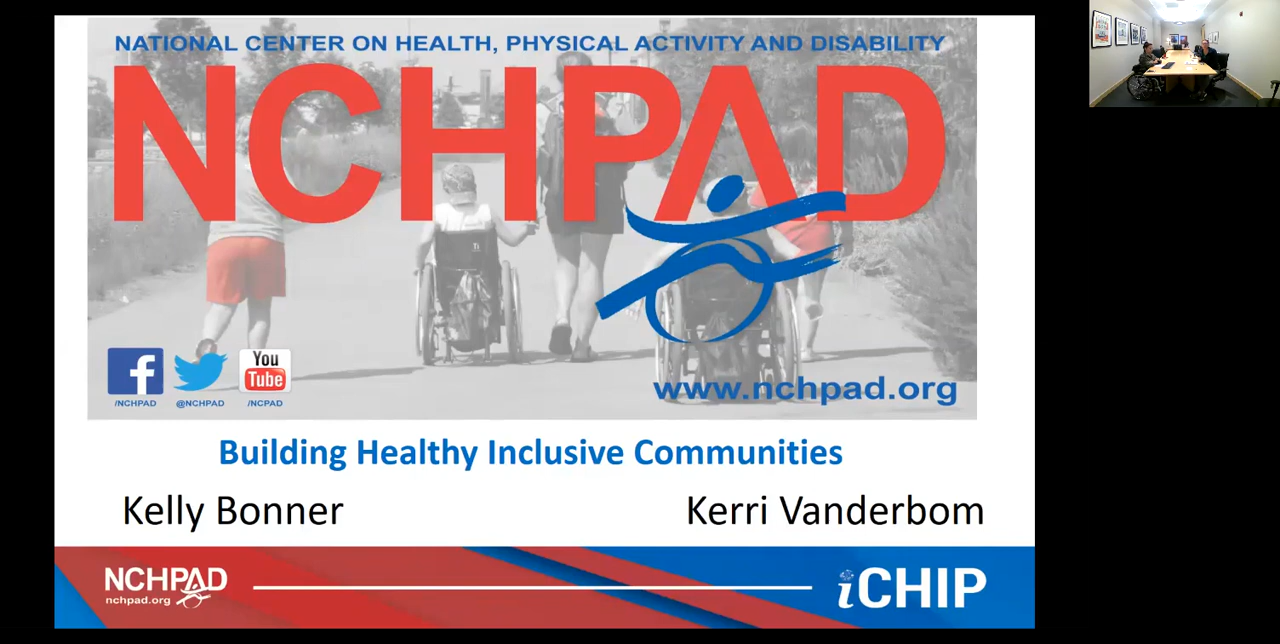 NATIONAL CENTER ON HEALTH, PHYSICAL ACTIVITY AND DISABILITY
NCHPAD
You
Tube
/NCHPAD @NCHPAD /NCPAD
www.nchpad.org
Building Healthy Inclusive Communities
Kelly Bonner Kerri Vanderbom
NCHPAD
nchpad.org
iCHIP